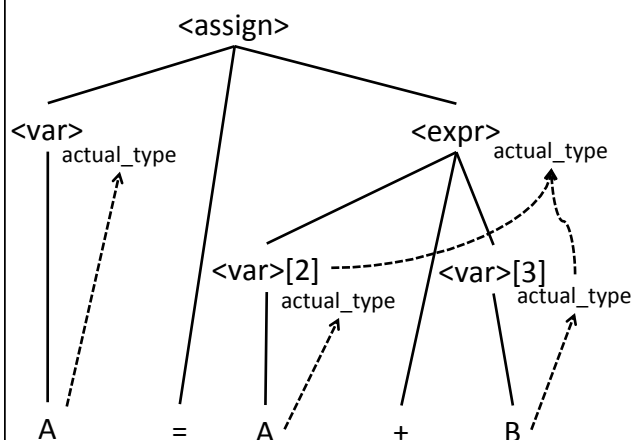 <assign>
<var>
actual_type
<expr>
actual_type
<var>[2]
actual_type
<var>[3]
actual_type
A = A + B